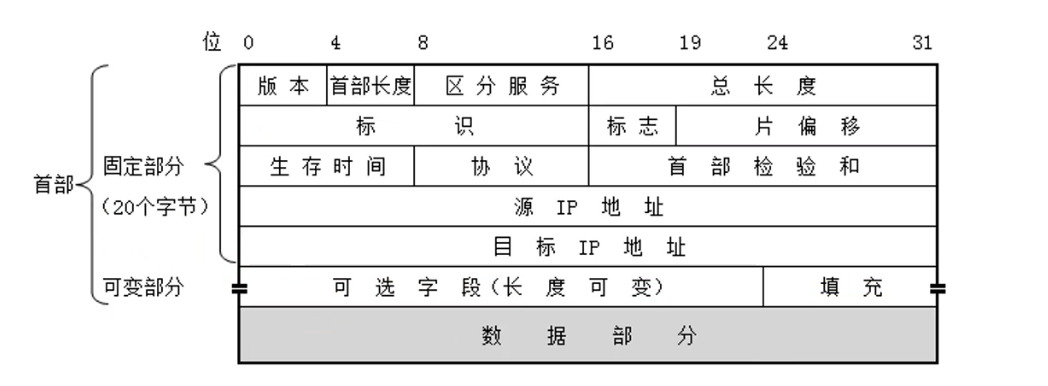 位 0 4 8 16 19 24 31
版 本 首部长度 区 分 服 务 总 长 度
标 识 标 志 片 偏 移
生 存 时 间 协 议 首 部 检 验 和
源 IP 地 址
目 标 IP 地 址
可 选 字 段(长 度 可 变) 填 充
数 据 部 分
首部
固定部分
(20个字节)
可变部分